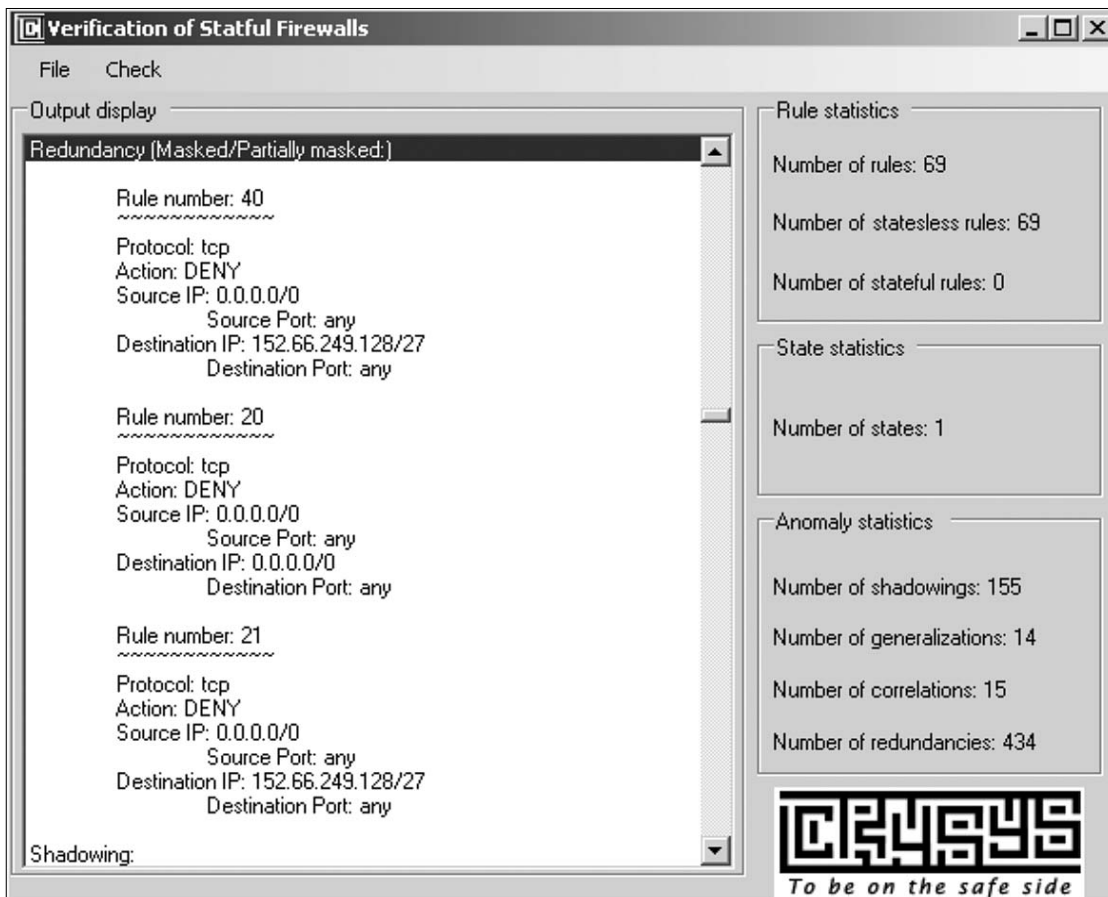 Verification of Statful Firewalls
File Check
Output display
Redundancy (Masked/Partially masked:)
Rule number: 40
~~~~~~~~~~~~
Protocol: tcp
Action: DENY
Source IP: 0.0.0.0/0
Source Port: any
Destination IP: 152.66.249.128/27
Destination Port: any
Rule number: 20
~~~~~~~~~~~~
Protocol: tcp
Action: DENY
Source IP: 0.0.0.0/0
Source Port: any
Destination IP: 0.0.0.0/0
Destination Port: any
Rule number: 21
~~~~~~~~~~~~
Protocol: tcp
Action: DENY
Source IP: 0.0.0.0/0
Source Port: any
Destination IP: 152.66.249.128/27
Destination Port: any
Shadowing:
Rule statistics
Number of rules: 69
Number of statesless rules: 69
Number of stateful rules: 0
State statistics
Number of states: 1
Anomaly statistics
Number of shadowings: 155
Number of generalizations: 14
Number of correlations: 15
Number of redundancies: 434
CRYSYS
To be on the safe side